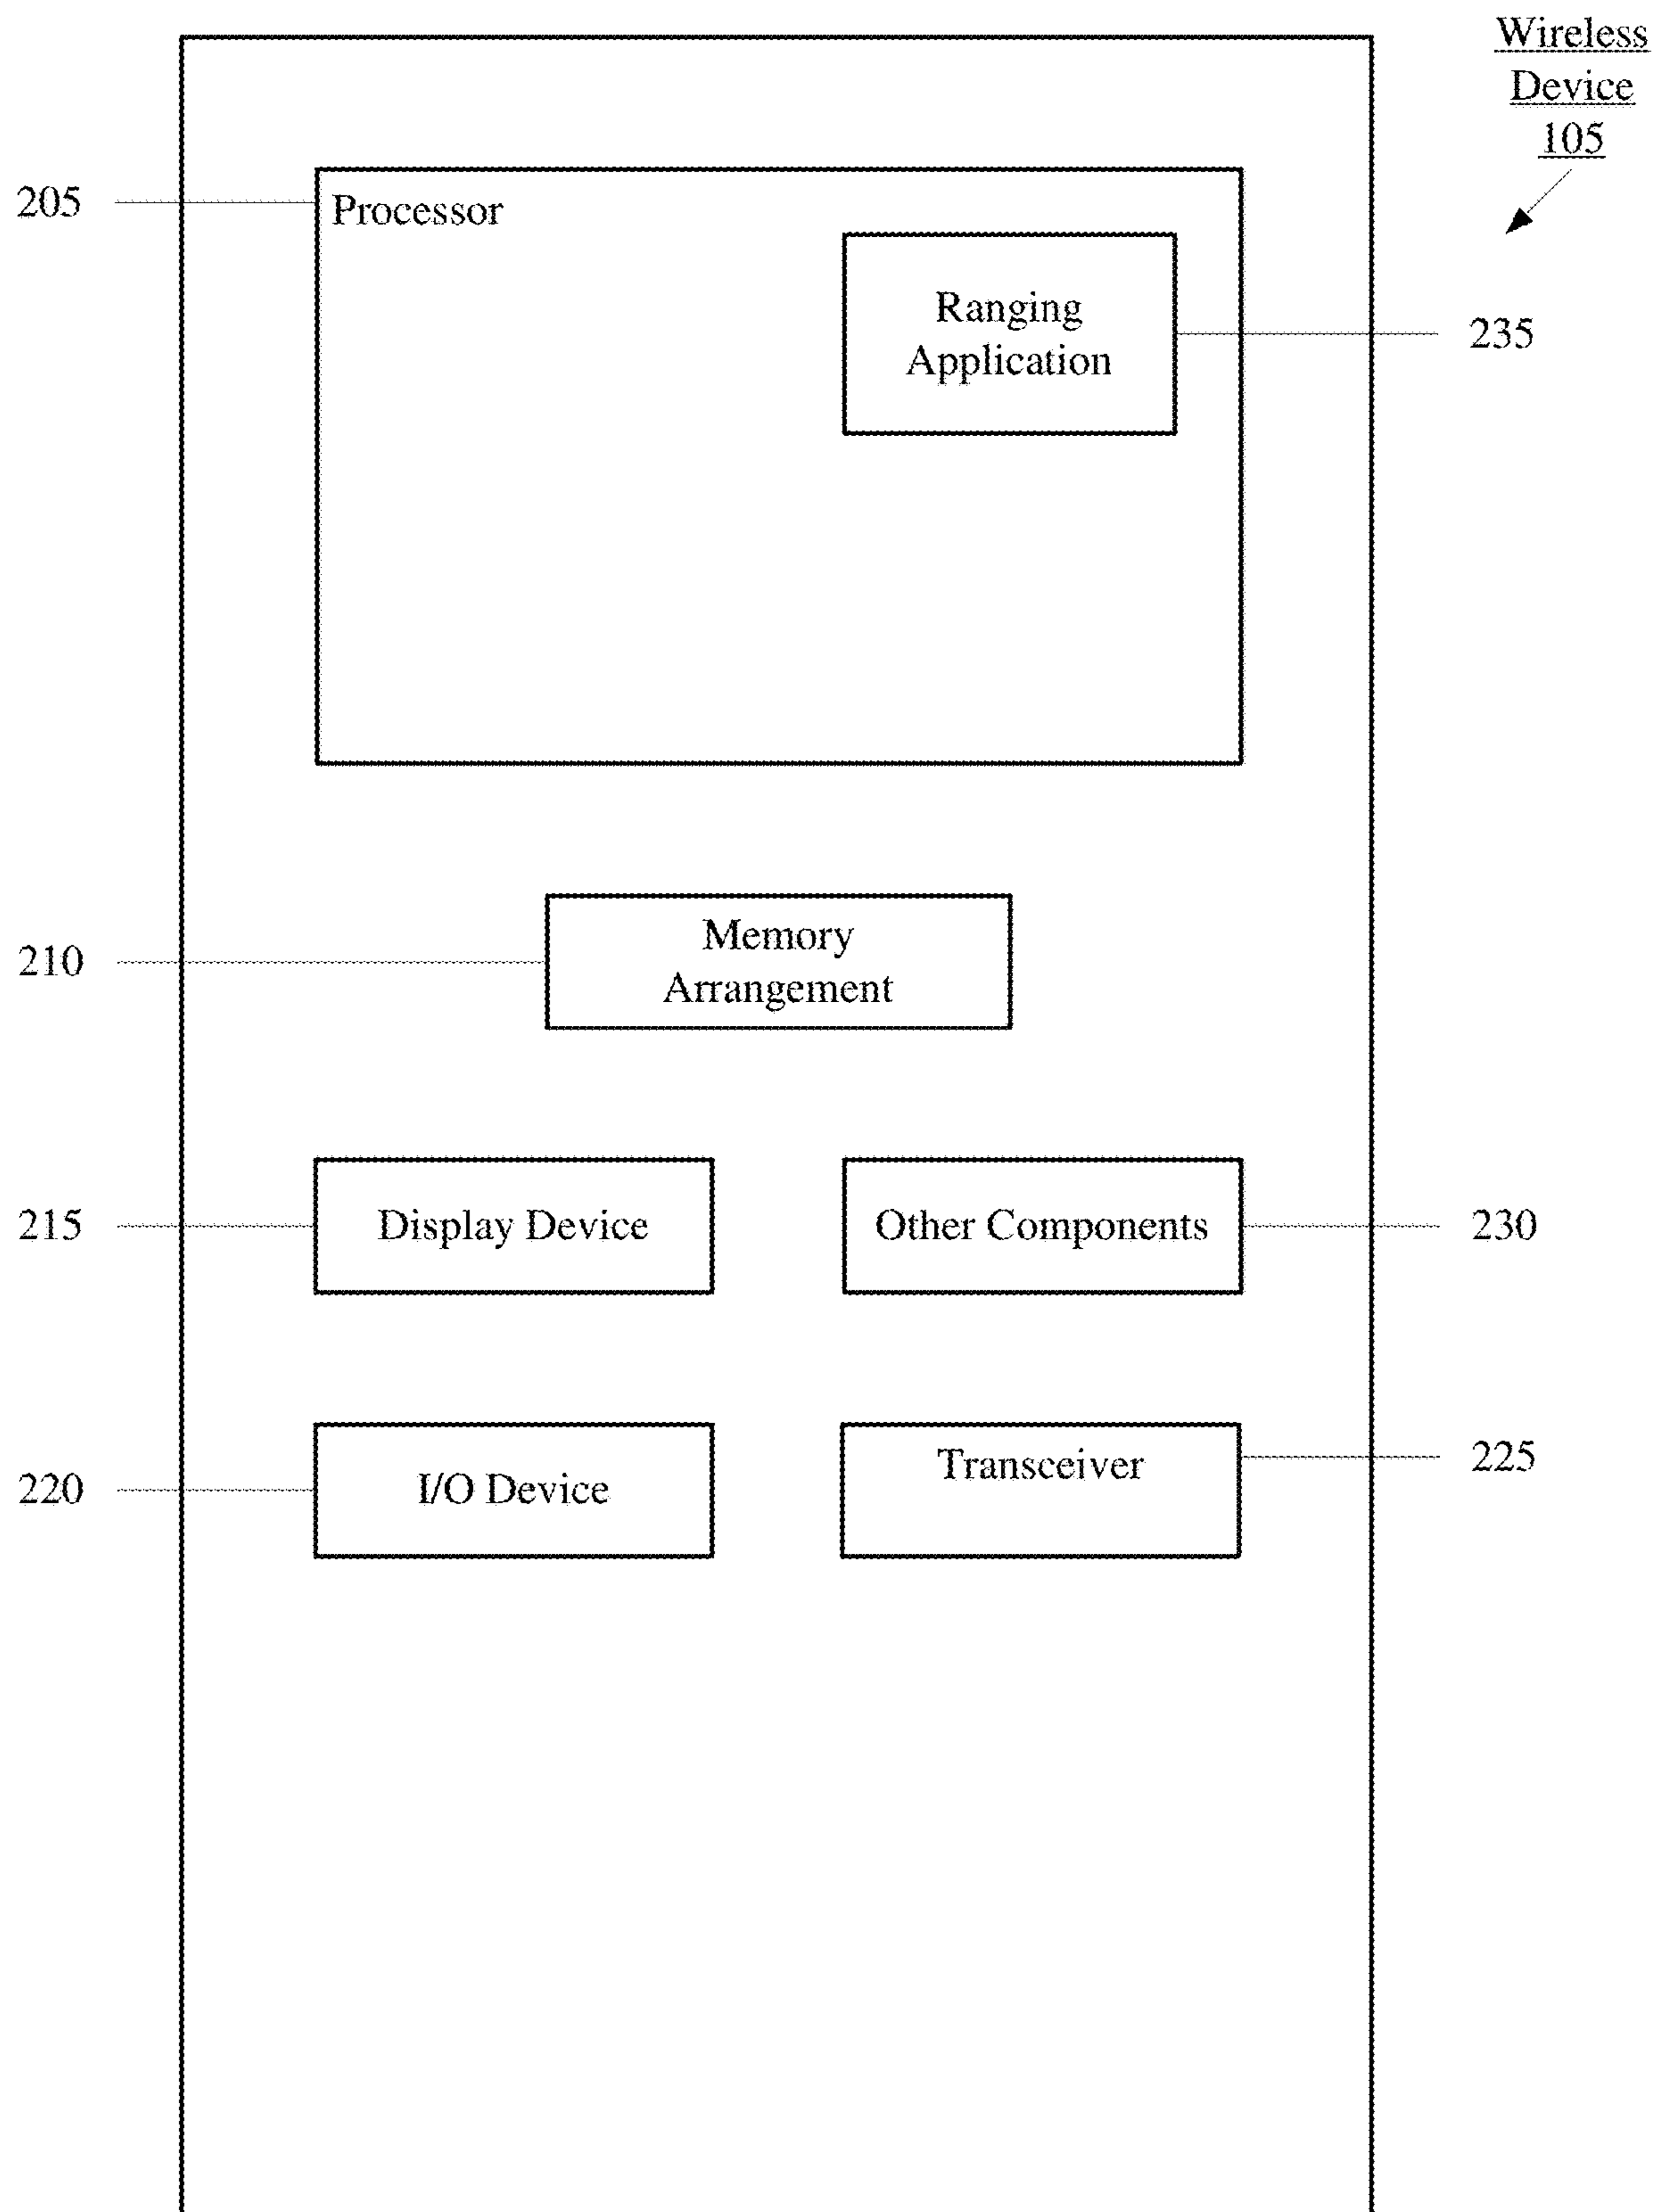 Wireless
Device
105
205
Processor
Ranging
Application
235
210
Memory
Arrangement
215
Display Device
Other Components
230
220
I/O Device
Transceiver
225